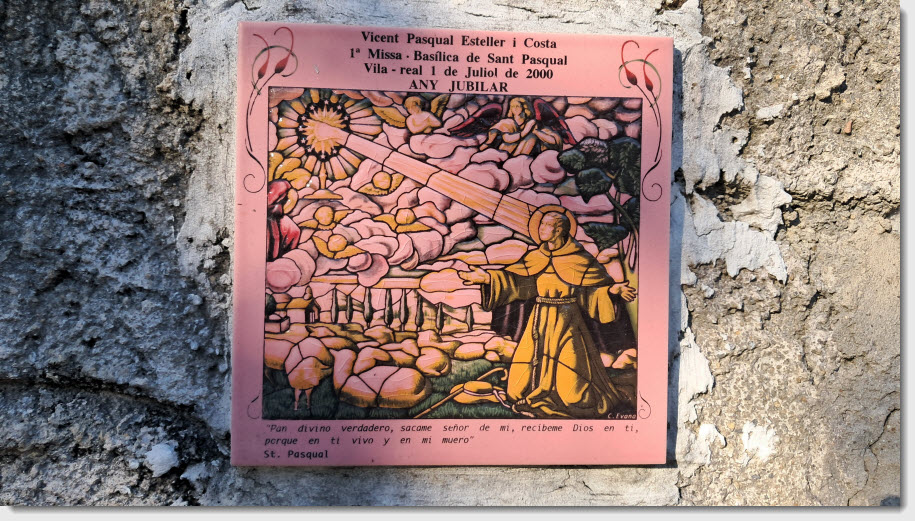 Vicent Pasqual Esteller i Costa
1ª Missa · Basílica de Sant Pasqual
Vila - real 1 de Juliol de 2000
ANY JUBILAR
C. Evano
"Pan divino verdadero, sacame señor de mi, recibeme Dios en ti,
porque en ti vivo y en mi muero"
St. Pasqual